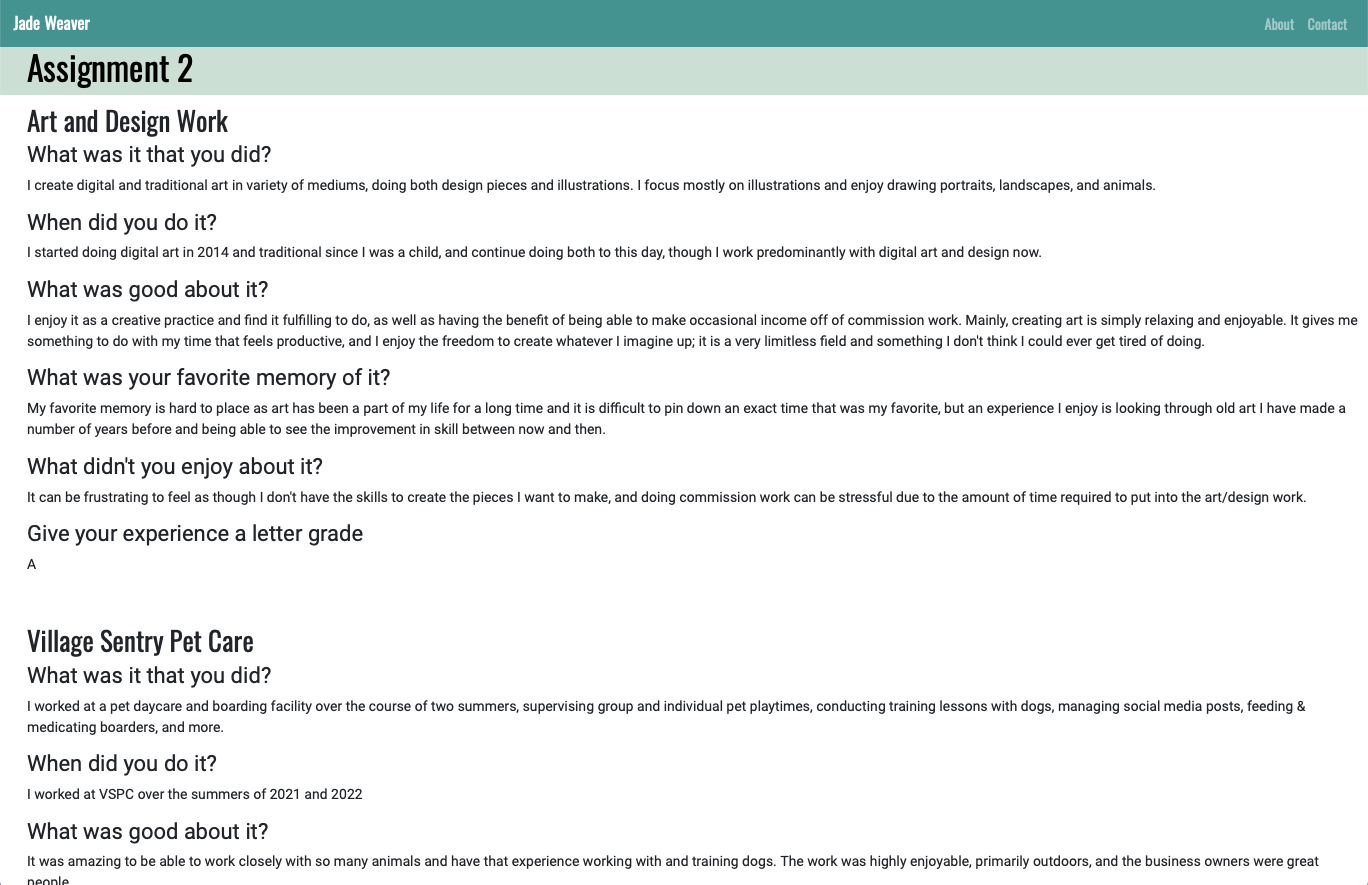 Jade Weaver
About Contact
Assignment 2
Art and Design Work
What was it that you did?
I create digital and traditional art in variety of mediums, doing both design pieces and illustrations. I focus mostly on illustrations and enjoy drawing portraits, landscapes, and animals.
When did you do it?
I started doing digital art in 2014 and traditional since I was a child, and continue doing both to this day, though I work predominantly with digital art and design now.
What was good about it?
I enjoy it as a creative practice and find it fulfilling to do, as well as having the benefit of being able to make occasional income off of commission work. Mainly, creating art is simply relaxing and enjoyable. It gives me
something to do with my time that feels productive, and I enjoy the freedom to create whatever I imagine up; it is a very limitless field and something I don't think I could ever get tired of doing.
What was your favorite memory of it?
My favorite memory is hard to place as art has been a part of my life for a long time and it is difficult to pin down an exact time that was my favorite, but an experience I enjoy is looking through old art I have made a
number of years before and being able to see the improvement in skill between now and then.
What didn't you enjoy about it?
It can be frustrating to feel as though I don't have the skills to create the pieces I want to make, and doing commission work can be stressful due to the amount of time required to put into the art/design work.
Give your experience a letter grade
A
Village Sentry Pet Care
What was it that you did?
I worked at a pet daycare and boarding facility over the course of two summers, supervising group and individual pet playtimes, conducting training lessons with dogs, managing social media posts, feeding &
medicating boarders, and more.
When did you do it?
I worked at VSPC over the summers of 2021 and 2022
What was good about it?
It was amazing to be able to work closely with so many animals and have that experience working with and training dogs. The work was highly enjoyable, primarily outdoors, and the business owners were great
people